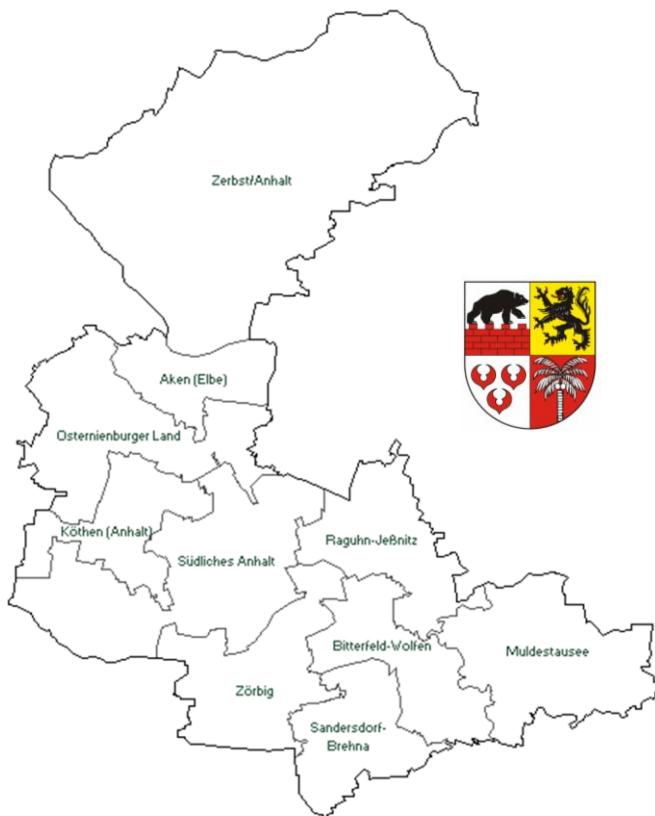 Zerbst/Anhalt
Aken (Elbe)
Osternienburger Land
Köthen (Anhalt)
Südliches Anhalt
Raguhn-Jeßnitz
Bitterfeld-Wolfen
Muldestausee
Zörbig
Sandersdorf-
Brehna